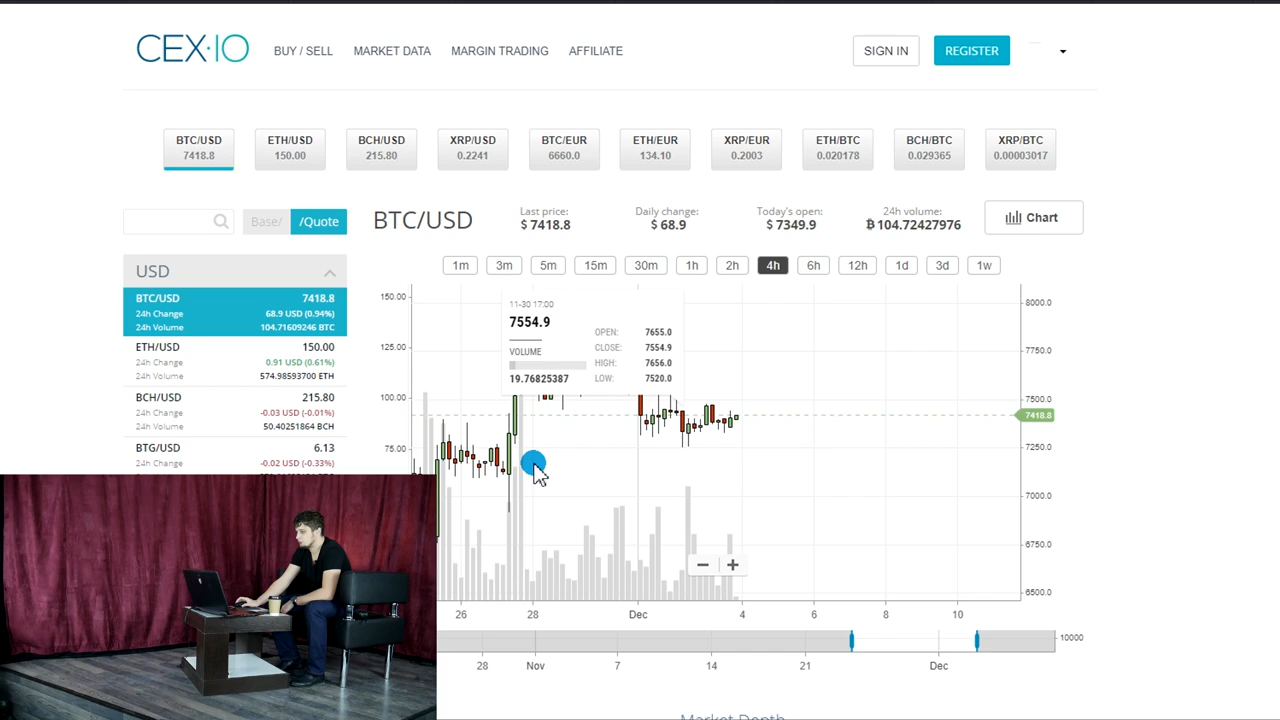 CEX·IO BUY / SELL MARKET DATA MARGIN TRADING AFFILIATE SIGN IN REGISTER
BTC/USD ETH/USD BCH/USD XRP/USD BTC/EUR ETH/EUR XRP/EUR ETH/BTC BCH/BTC XRP/BTC
7418.8 150.00 215.80 0.2241 6660.0 134.10 0.2003 0.020178 0.029365 0.00003017
Base/ /Quote
BTC/USD
Last price: Daily change: Today's open: 24h volume:
$ 7418.8 $ 68.9 $ 7349.9 ₿ 104.72427976
Chart
1m 3m 5m 15m 30m 1h 2h 4h 6h 12h 1d 3d 1w
USD
BTC/USD 7418.8
24h Change 68.9 USD (0.94%)
24h Volume 104.71609246 BTC
ETH/USD 150.00
24h Change 0.91 USD (0.61%)
24h Volume 574.98593700 ETH
BCH/USD 215.80
24h Change -0.03 USD (-0.01%)
24h Volume 50.40251864 BCH
BTG/USD 6.13
24h Change -0.02 USD (-0.33%)
150.00
125.00
100.00
75.00
11-30 17:00
7554.9
VOLUME
19.76825387
OPEN: 7655.0
CLOSE: 7554.9
HIGH: 7656.0
LOW: 7520.0
8000.0
7750.0
7500.0
7418.8
7250.0
7000.0
6750.0
6500.0
− +
26 28 Dec 4 6 8 10
10000
28 Nov 7 14 21 Dec
Market Depth